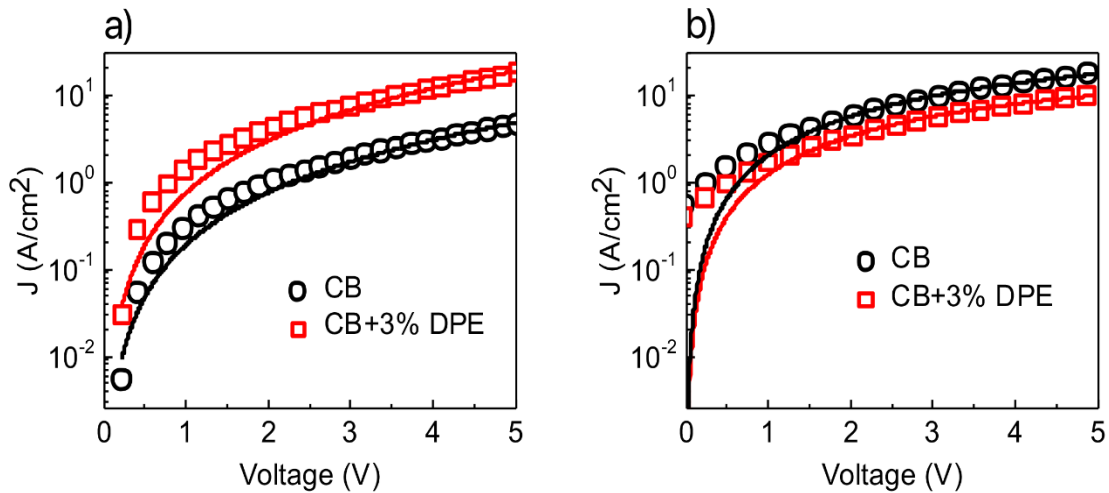 a)
J (A/cm²)
10¹
10⁰
10⁻¹
10⁻²
CB
CB+3% DPE
0 1 2 3 4 5
Voltage (V)
b)
J (A/cm²)
10¹
10⁰
10⁻¹
10⁻²
CB
CB+3% DPE
0 1 2 3 4 5
Voltage (V)